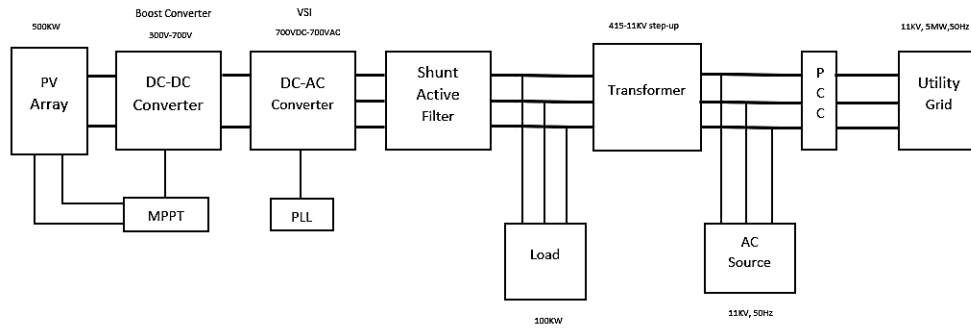 Boost Converter
VSI
500KW
300V-700V
700VDC-700VAC
415-11KV step-up
11KV, 5MW,50Hz
PV
Array
DC-DC
Converter
DC-AC
Converter
Shunt
Active
Filter
Transformer
P
C
C
Utility
Grid
MPPT
PLL
Load
AC
Source
100KW
11KV, 50Hz